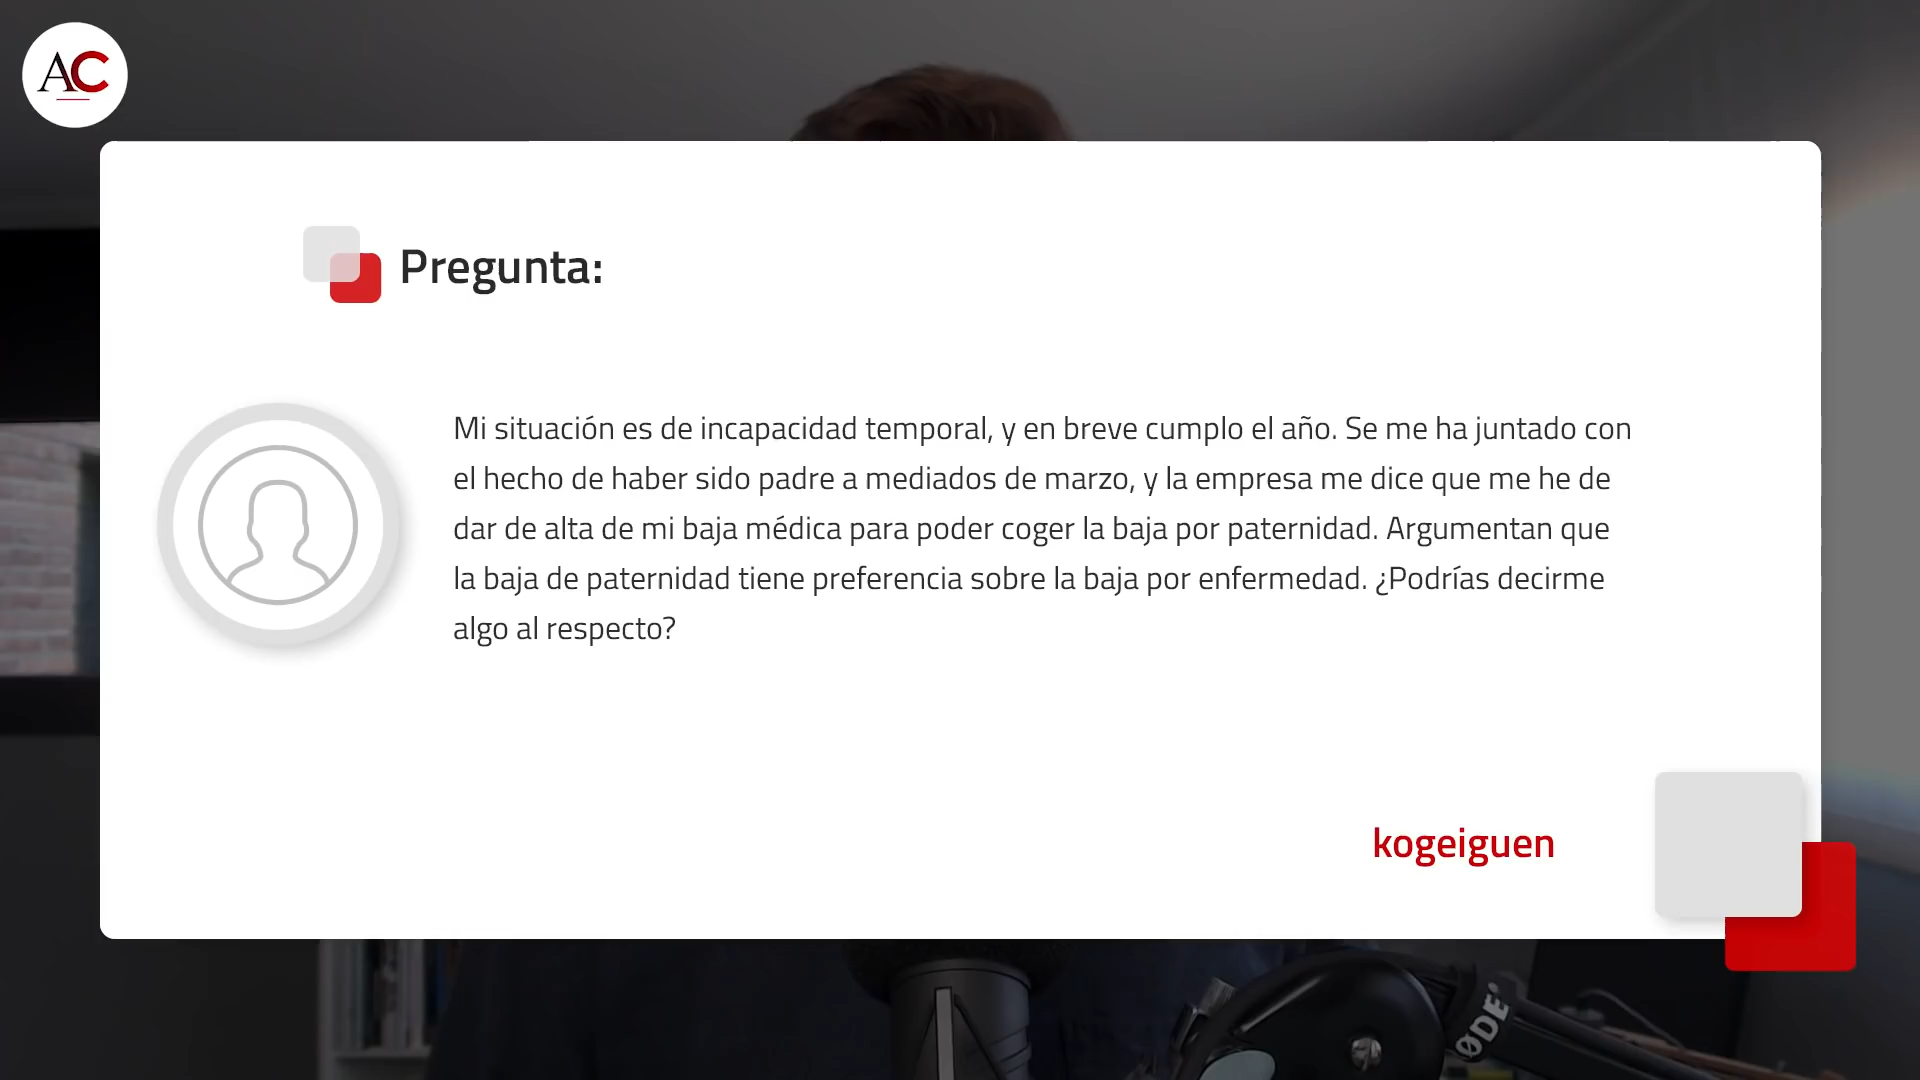 AC
Pregunta:
Mi situación es de incapacidad temporal, y en breve cumplo el año. Se me ha juntado con
el hecho de haber sido padre a mediados de marzo, y la empresa me dice que me he de
dar de alta de mi baja médica para poder coger la baja por paternidad. Argumentan que
la baja de paternidad tiene preferencia sobre la baja por enfermedad. ¿Podrías decirme
algo al respecto?
kogeiguen
RØDE